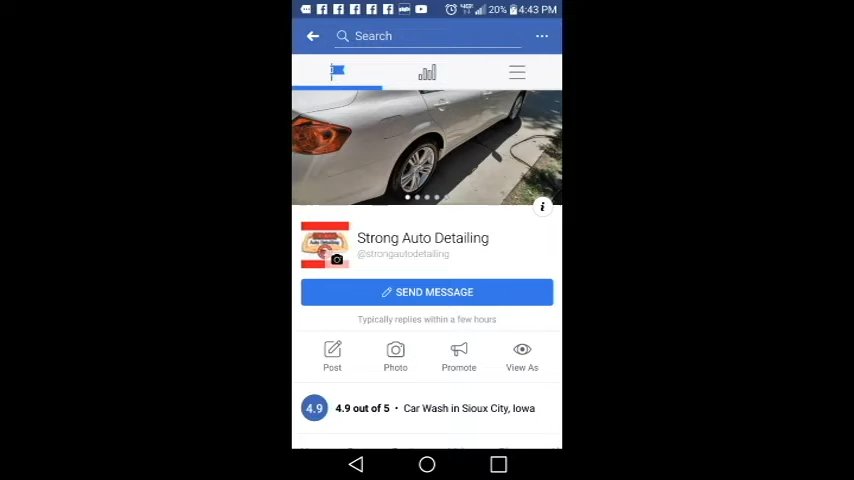 20% 4:43 PM
Search
Strong Auto Detailing
@strongautodetailing
SEND MESSAGE
Typically replies within a few hours
Post Photo Promote View As
4.9 4.9 out of 5 • Car Wash in Sioux City, Iowa